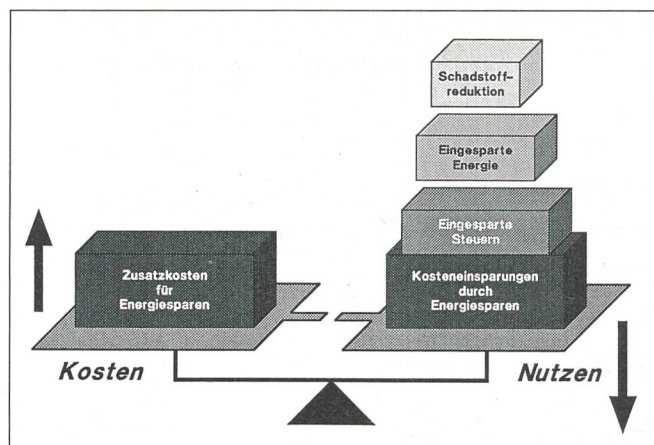 Schadstoff-
reduktion
Eingesparte
Energie
Eingesparte
Steuern
Zusatzkosten
für
Energiesparen
Kosteneinsparungen
durch
Energiesparen
Kosten
Nutzen